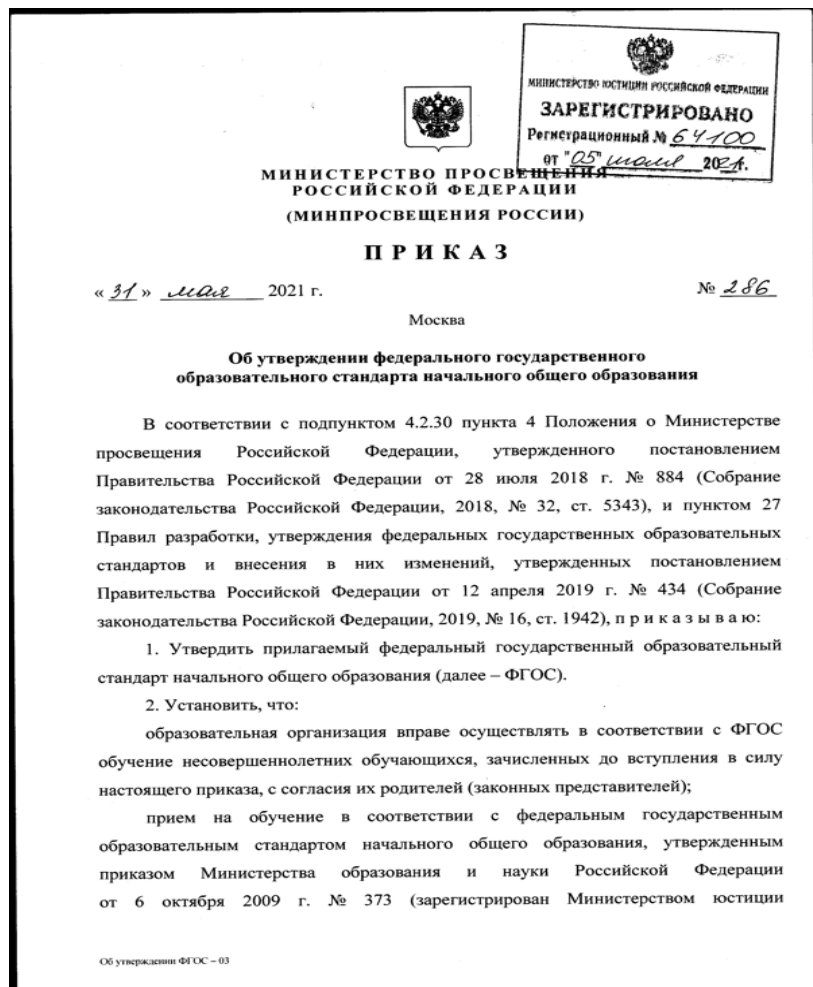 МИНИСТЕРСТВО ЮСТИЦИИ РОССИЙСКОЙ ФЕДЕРАЦИИ
ЗАРЕГИСТРИРОВАНО
Регистрационный № 64100
от "05" июля 2021.
МИНИСТЕРСТВО ПРОСВЕЩЕНИЯ
РОССИЙСКОЙ ФЕДЕРАЦИИ
(МИНПРОСВЕЩЕНИЯ РОССИИ)
ПРИКАЗ
« 31 » мая 2021 г.
№ 286
Москва
Об утверждении федерального государственного
образовательного стандарта начального общего образования
В соответствии с подпунктом 4.2.30 пункта 4 Положения о Министерстве
просвещения Российской Федерации, утвержденного постановлением
Правительства Российской Федерации от 28 июля 2018 г. № 884 (Собрание
законодательства Российской Федерации, 2018, № 32, ст. 5343), и пунктом 27
Правил разработки, утверждения федеральных государственных образовательных
стандартов и внесения в них изменений, утвержденных постановлением
Правительства Российской Федерации от 12 апреля 2019 г. № 434 (Собрание
законодательства Российской Федерации, 2019, № 16, ст. 1942), п р и к а з ы в а ю:
1. Утвердить прилагаемый федеральный государственный образовательный
стандарт начального общего образования (далее – ФГОС).
2. Установить, что:
образовательная организация вправе осуществлять в соответствии с ФГОС
обучение несовершеннолетних обучающихся, зачисленных до вступления в силу
настоящего приказа, с согласия их родителей (законных представителей);
прием на обучение в соответствии с федеральным государственным
образовательным стандартом начального общего образования, утвержденным
приказом Министерства образования и науки Российской Федерации
от 6 октября 2009 г. № 373 (зарегистрирован Министерством юстиции
Об утверждении ФГОС – 03